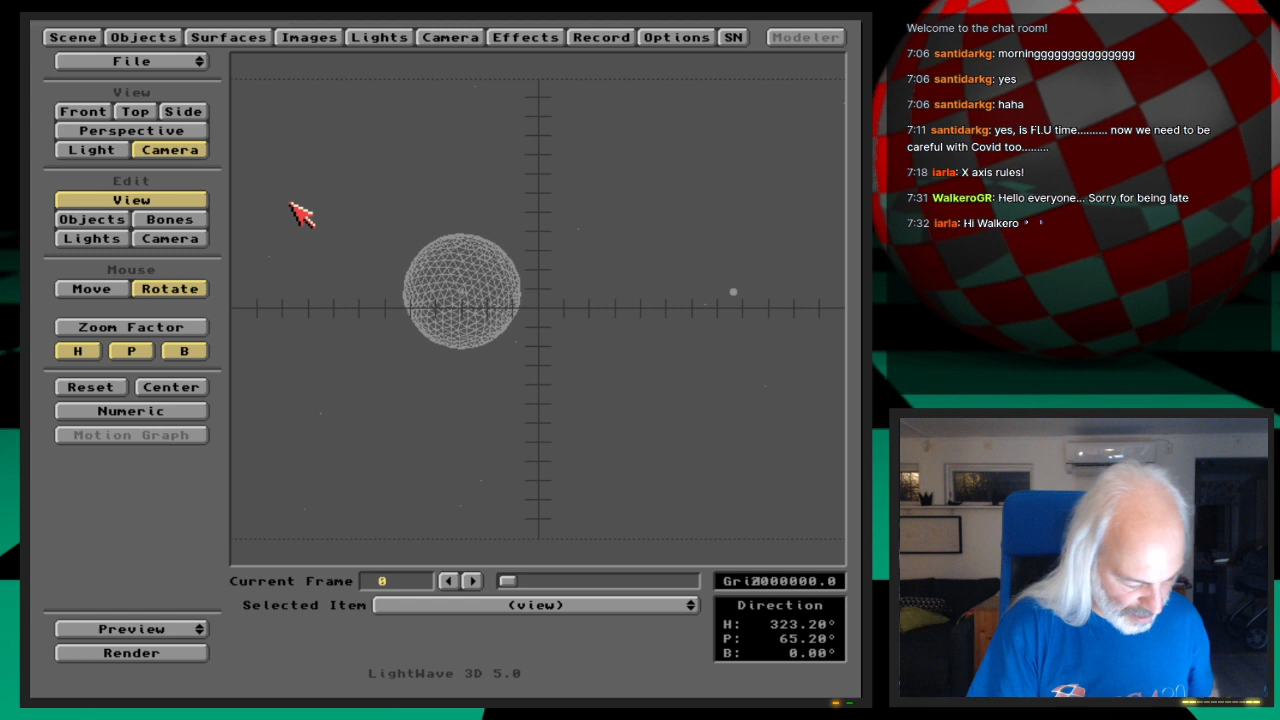 Scene Objects Surfaces Images Lights Camera Effects Record Options SN Modeler
File
View
Front Top Side
Perspective
Light Camera
Edit
View
Objects Bones
Lights Camera
Mouse
Move Rotate
Zoom Factor
H P B
Reset Center
Numeric
Motion Graph
Current Frame 0
Selected Item (view)
Preview
Render
LightWave 3D 5.0
Direction
H: 323.20°
P: 65.20°
B: 0.00°
Welcome to the chat room!
7:06 santidarkg: morninggggggggggggggg
7:06 santidarkg: yes
7:06 santidarkg: haha
7:11 santidarkg: yes, is FLU time.......... now we need to be
careful with Covid too.........
7:18 iarla: X axis rules!
7:31 WalkeroGR: Hello everyone... Sorry for being late
7:32 iarla: Hi Walkero